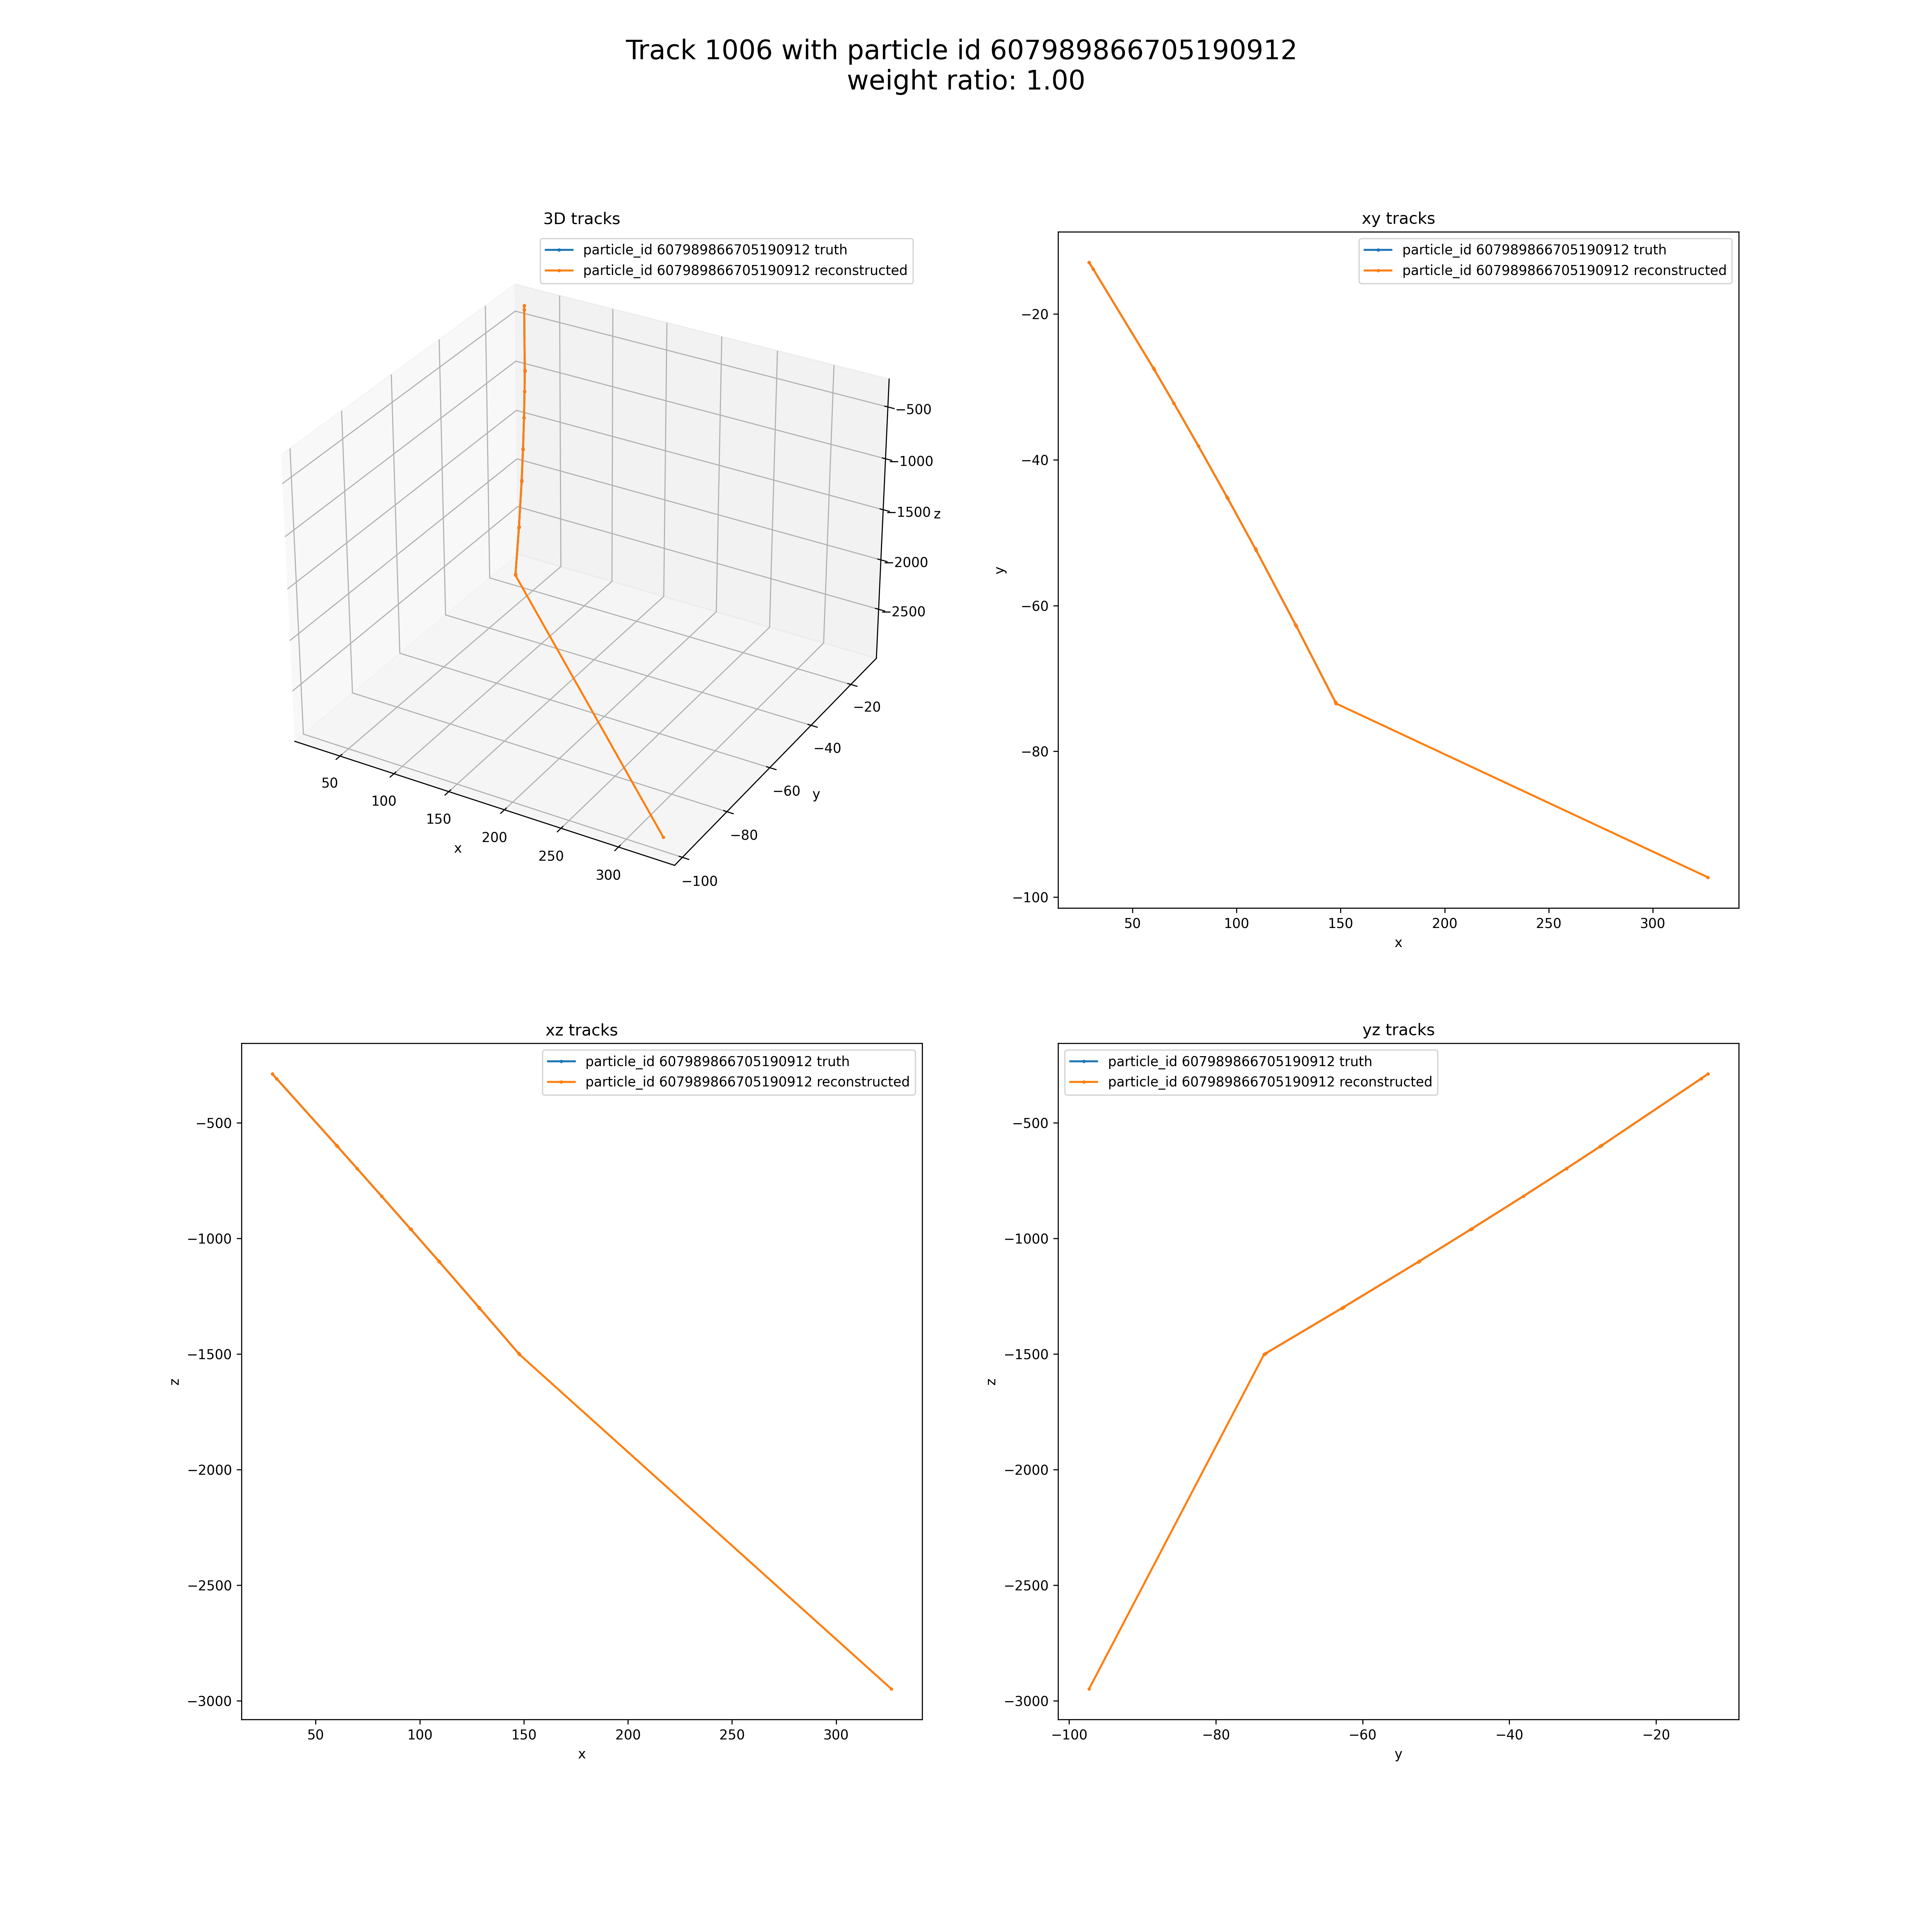 Track 1006 with particle id 607989866705190912
weight ratio: 1.00
3D tracks
particle_id 607989866705190912 truth
particle_id 607989866705190912 reconstructed
−500
−1000
−1500
−2000
−2500
z
−20
−40
−60
−80
−100
y
50
100
150
200
250
300
x
xy tracks
particle_id 607989866705190912 truth
particle_id 607989866705190912 reconstructed
−20
−40
−60
−80
−100
y
50 100 150 200 250 300
x
xz tracks
particle_id 607989866705190912 truth
particle_id 607989866705190912 reconstructed
−500
−1000
−1500
−2000
−2500
−3000
z
50 100 150 200 250 300
x
yz tracks
particle_id 607989866705190912 truth
particle_id 607989866705190912 reconstructed
−500
−1000
−1500
−2000
−2500
−3000
z
−100 −80 −60 −40 −20
y